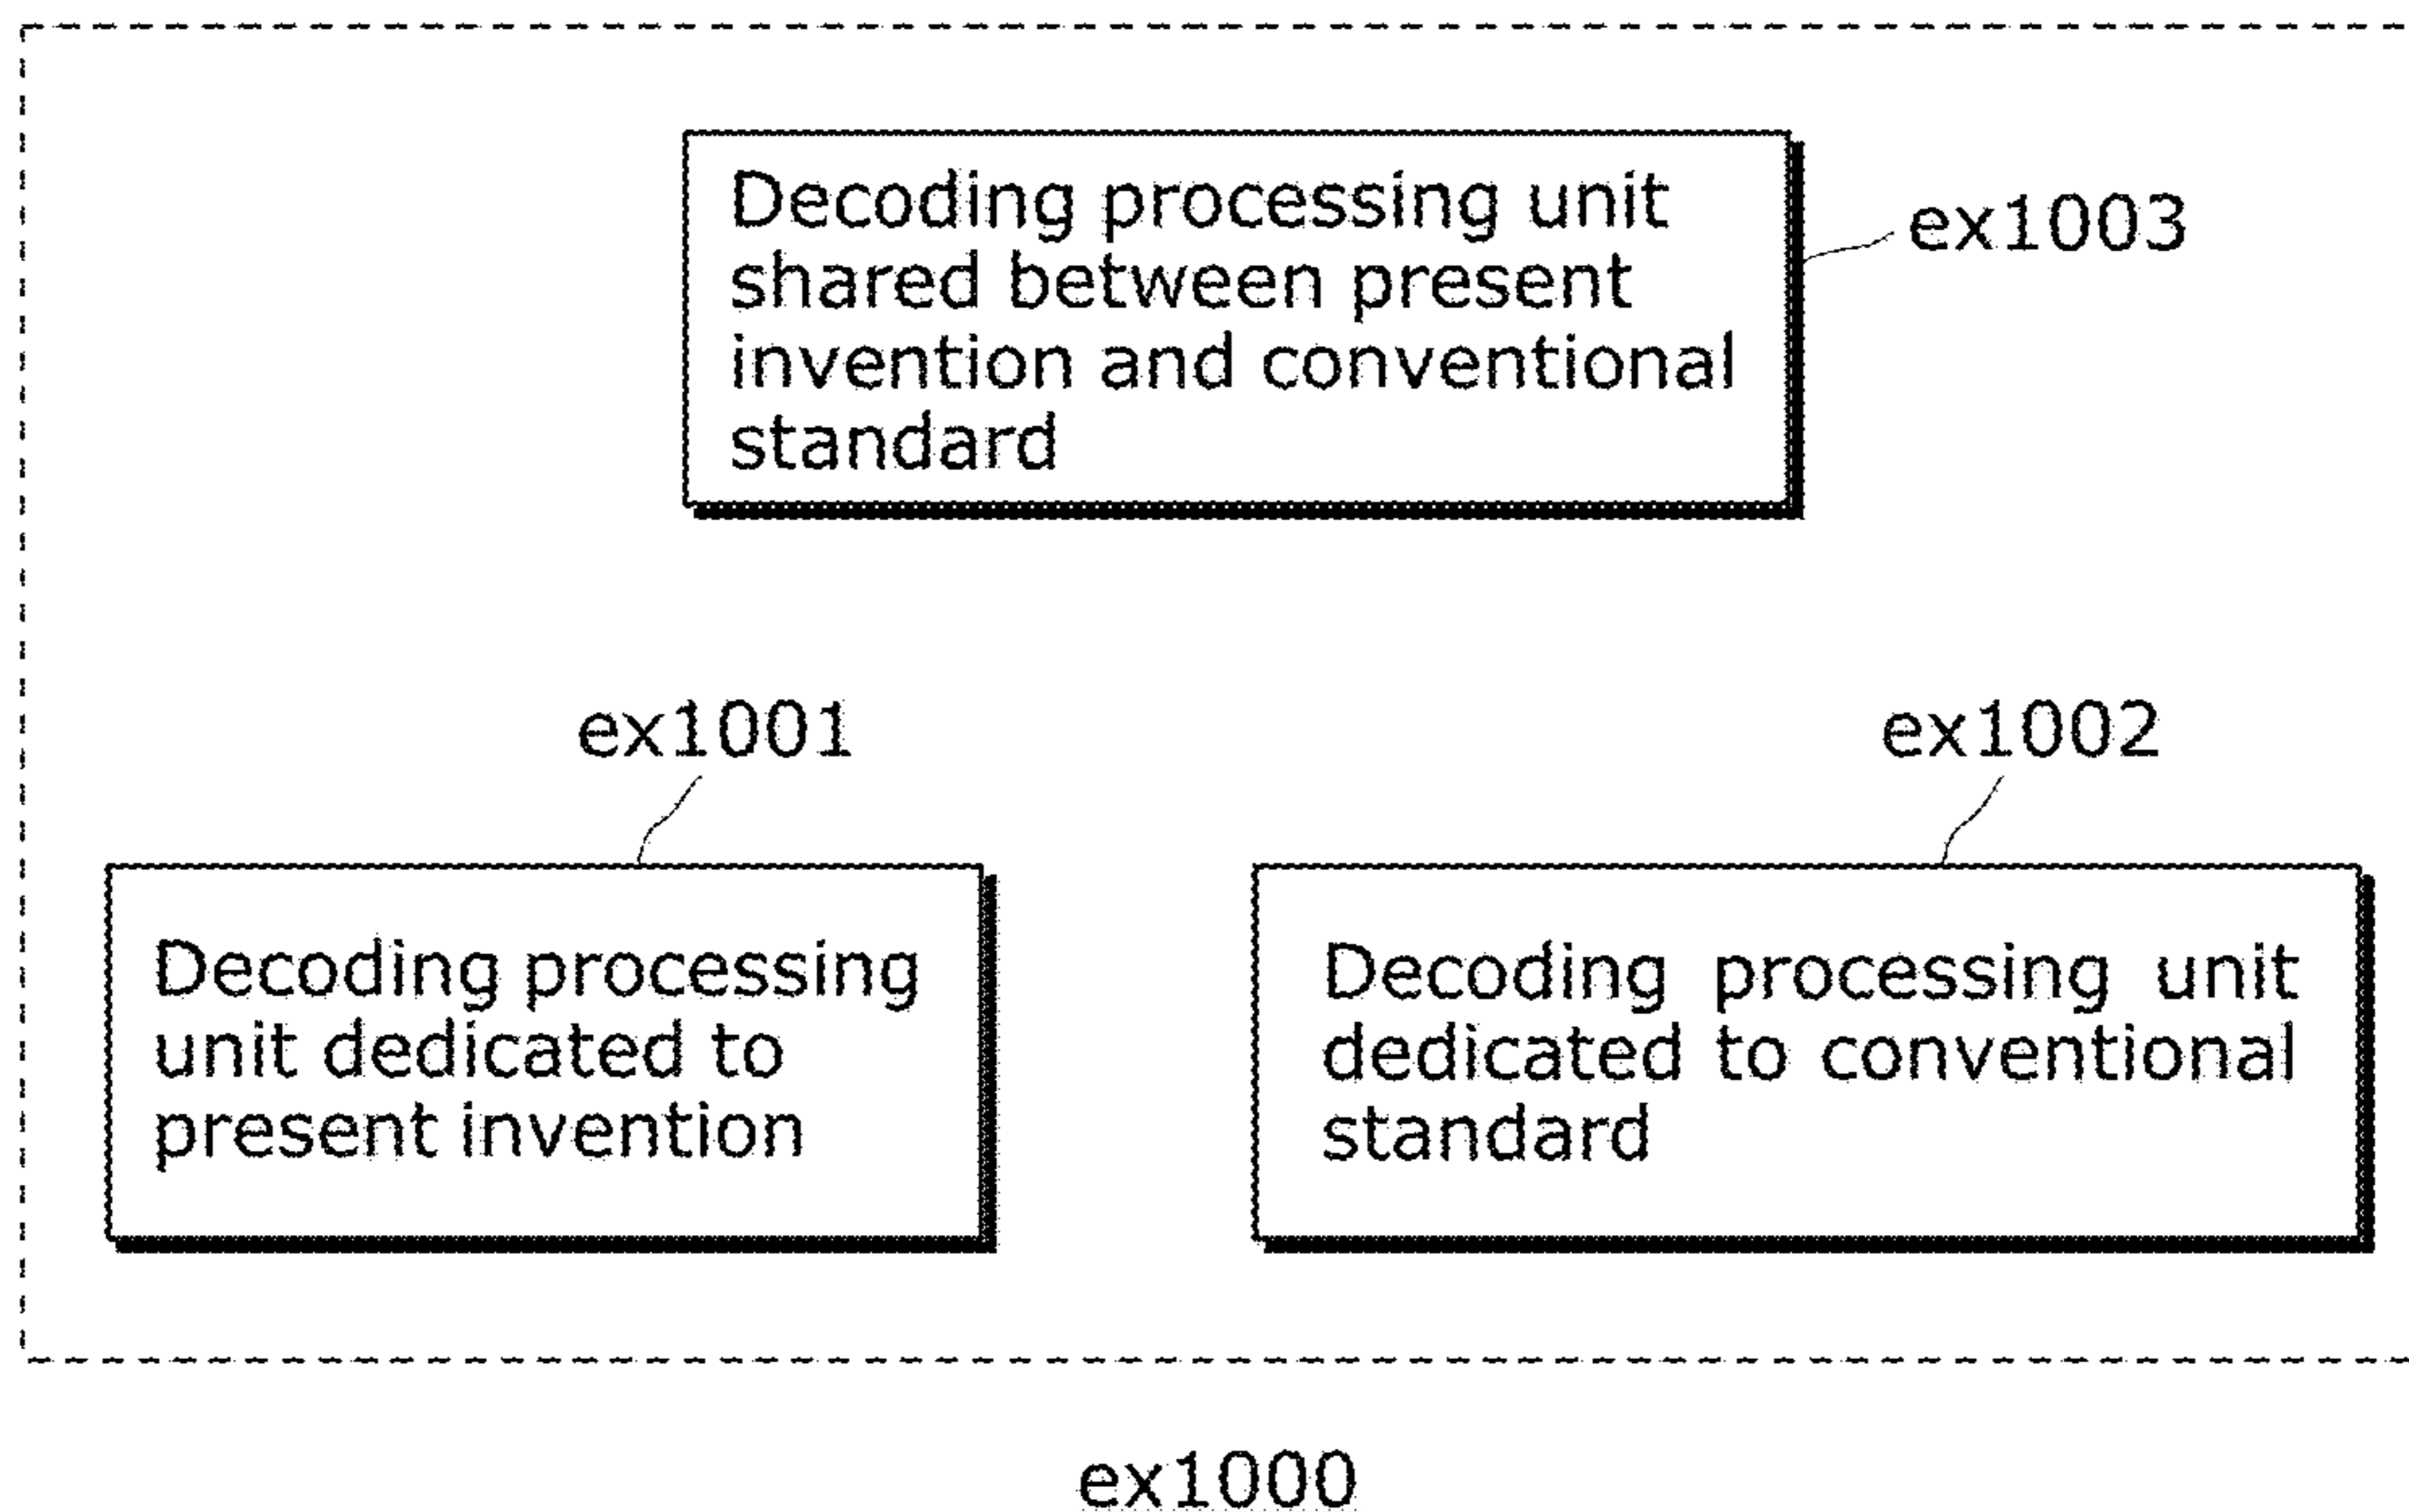 Decoding processing unit
shared between present
invention and conventional
standard
ex1003
ex1001
ex1002
Decoding processing
unit dedicated to
present invention
Decoding processing unit
dedicated to conventional
standard
ex1000